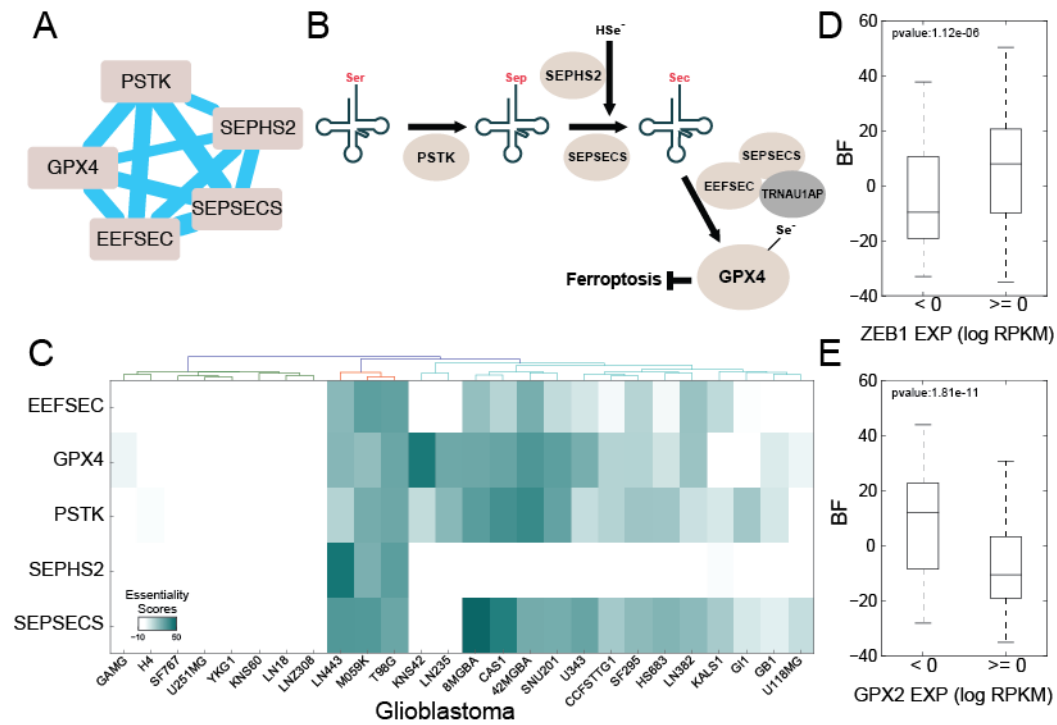 A
PSTK
SEPHS2
GPX4
SEPSECS
EEFSEC
B
HSe⁻
Ser
Sep
SEPHS2
Sec
PSTK
SEPSECS
SEPSECS
EEFSEC
TRNAU1AP
Se⁻
Ferroptosis
GPX4
C
EEFSEC
GPX4
PSTK
SEPHS2
SEPSECS
Essentiality
Scores
−10 50
GAMG H4 SF767 U251MG YKG1 KNS60 LN18 LNZ308 LN443 M059K T98G KNS42 LN235 8MGBA CAS1 42MGBA SNU201 U343 CCFSTTG1 SF295 HS683 LN382 KALS1 GI1 GB1 U118MG
Glioblastoma
D
pvalue:1.12e-06
60
40
20
0
−20
−40
BF
< 0 >= 0
ZEB1 EXP (log RPKM)
E
pvalue:1.81e-11
60
40
20
0
−20
−40
BF
< 0 >= 0
GPX2 EXP (log RPKM)